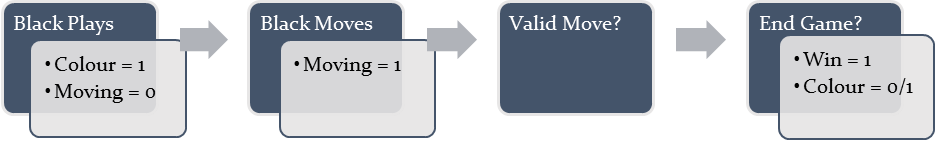 Black Plays
• Colour = 1
• Moving = 0
Black Moves
• Moving = 1
Valid Move?
End Game?
• Win = 1
• Colour = 0/1